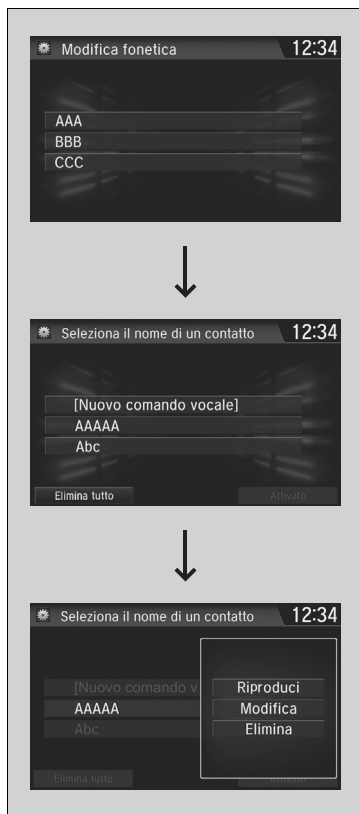 Modifica fonetica 12:34
AAA
BBB
CCC
Seleziona il nome di un contatto 12:34
[Nuovo comando vocale]
AAAAA
Abc
Elimina tutto Attivato
Seleziona il nome di un contatto 12:34
[Nuovo comando v Riproduci
AAAAA Modifica
Abc Elimina
Elimina tutto Attivato